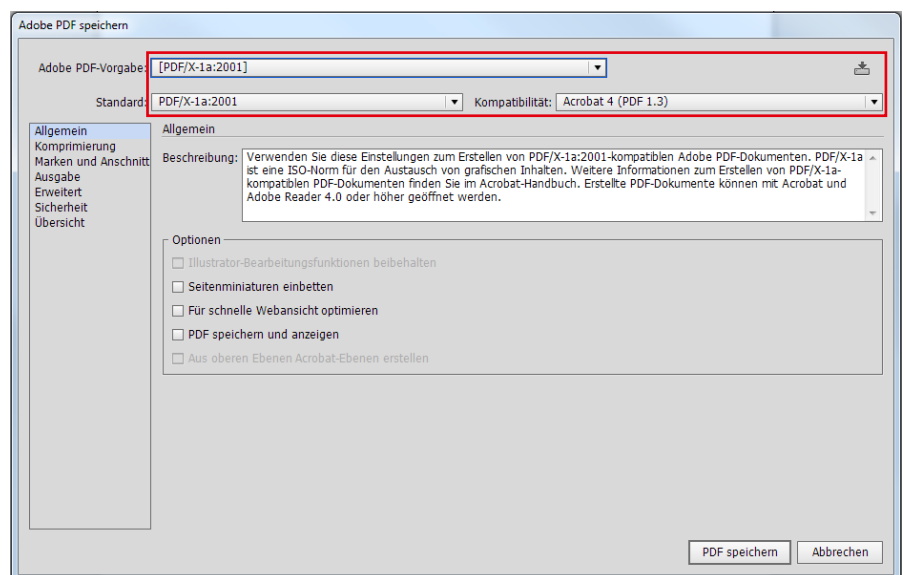 Adobe PDF speichern
Adobe PDF-Vorgabe: [PDF/X-1a:2001]
Standard: PDF/X-1a:2001 Kompatibilität: Acrobat 4 (PDF 1.3)
Allgemein
Komprimierung
Marken und Anschnitt
Ausgabe
Erweitert
Sicherheit
Übersicht
Allgemein
Beschreibung: Verwenden Sie diese Einstellungen zum Erstellen von PDF/X-1a:2001-kompatiblen Adobe PDF-Dokumenten. PDF/X-1a
ist eine ISO-Norm für den Austausch von grafischen Inhalten. Weitere Informationen zum Erstellen von PDF/X-1a-
kompatiblen PDF-Dokumenten finden Sie im Acrobat-Handbuch. Erstellte PDF-Dokumente können mit Acrobat und
Adobe Reader 4.0 oder höher geöffnet werden.
Optionen
Illustrator-Bearbeitungsfunktionen beibehalten
Seitenminiaturen einbetten
Für schnelle Webansicht optimieren
PDF speichern und anzeigen
Aus oberen Ebenen Acrobat-Ebenen erstellen
PDF speichern Abbrechen